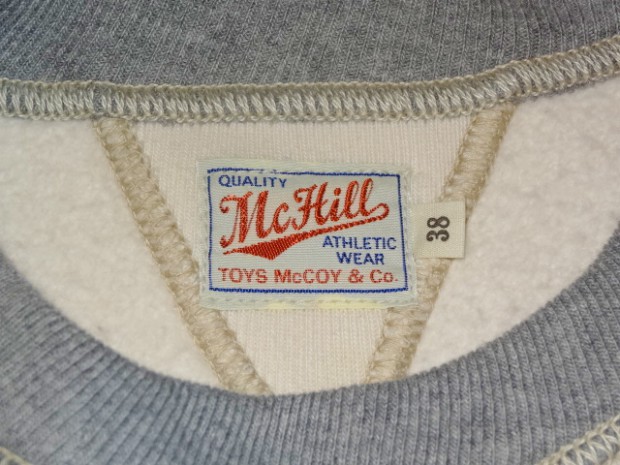 QUALITY
McHill
ATHLETIC
WEAR
TOYS McCOY & Co.
38